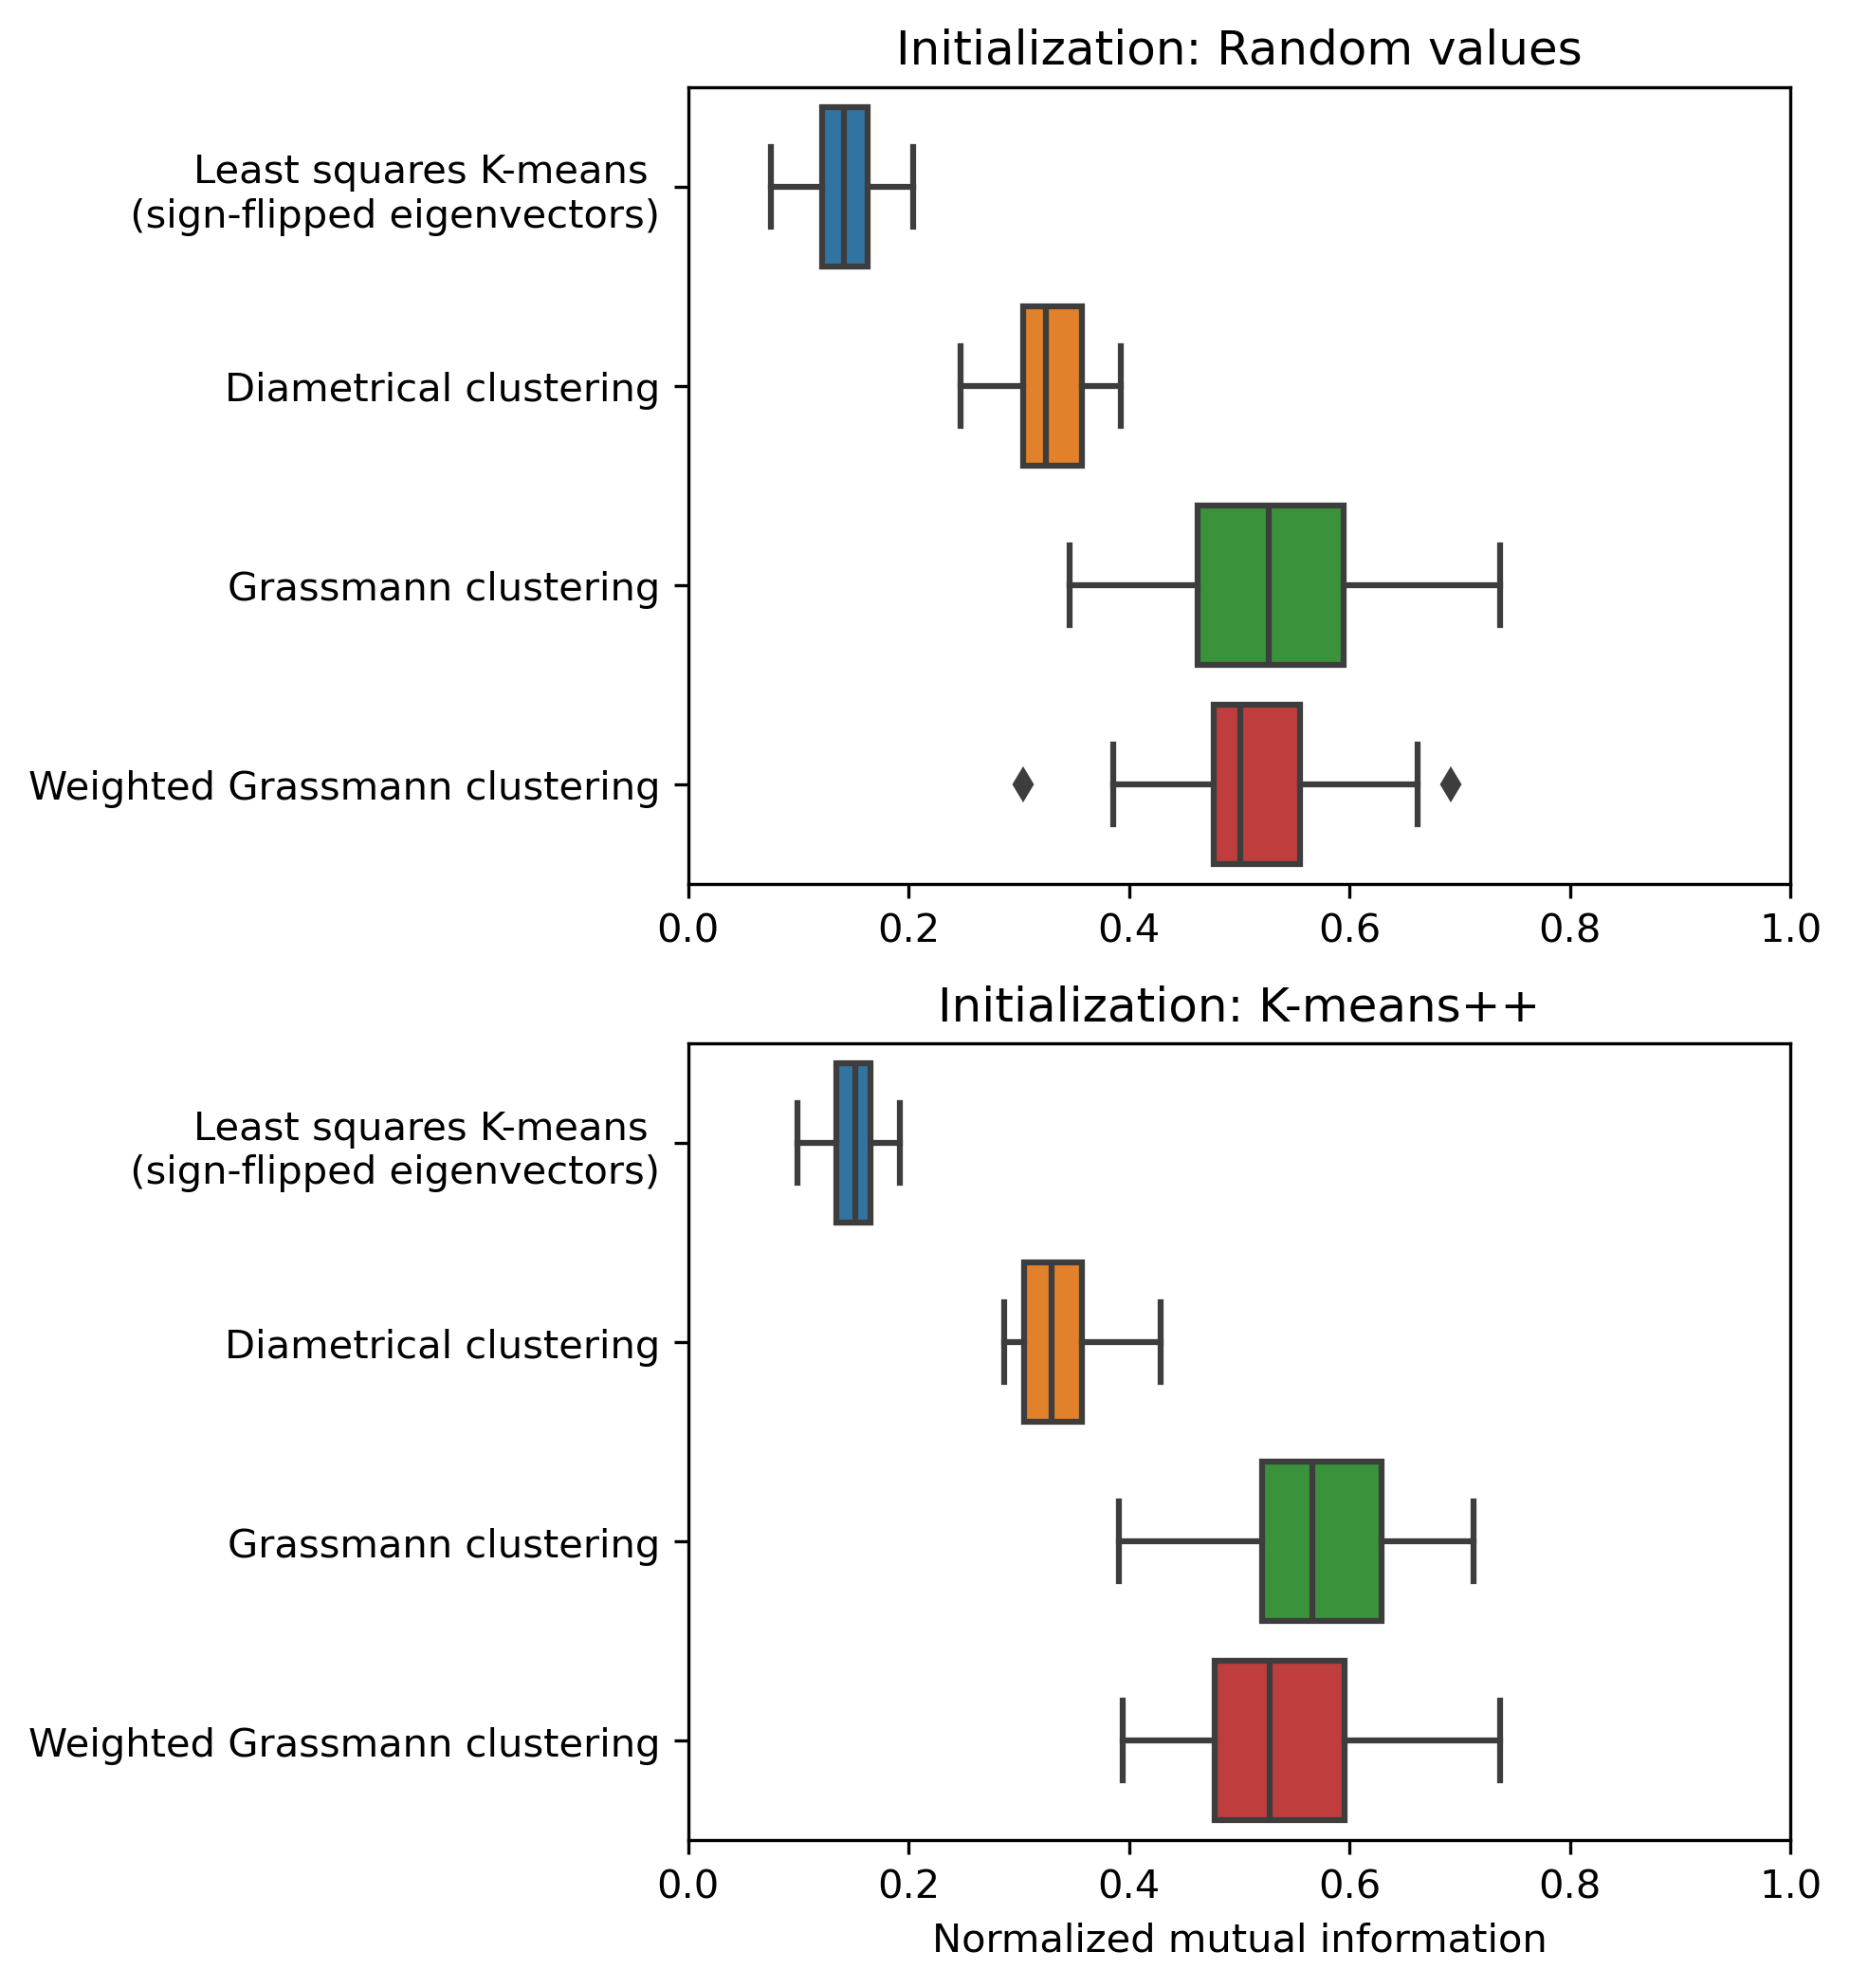 Initialization: Random values
Least squares K-means
(sign-flipped eigenvectors)
Diametrical clustering
Grassmann clustering
Weighted Grassmann clustering
0.0 0.2 0.4 0.6 0.8 1.0
Initialization: K-means++
Least squares K-means
(sign-flipped eigenvectors)
Diametrical clustering
Grassmann clustering
Weighted Grassmann clustering
0.0 0.2 0.4 0.6 0.8 1.0
Normalized mutual information